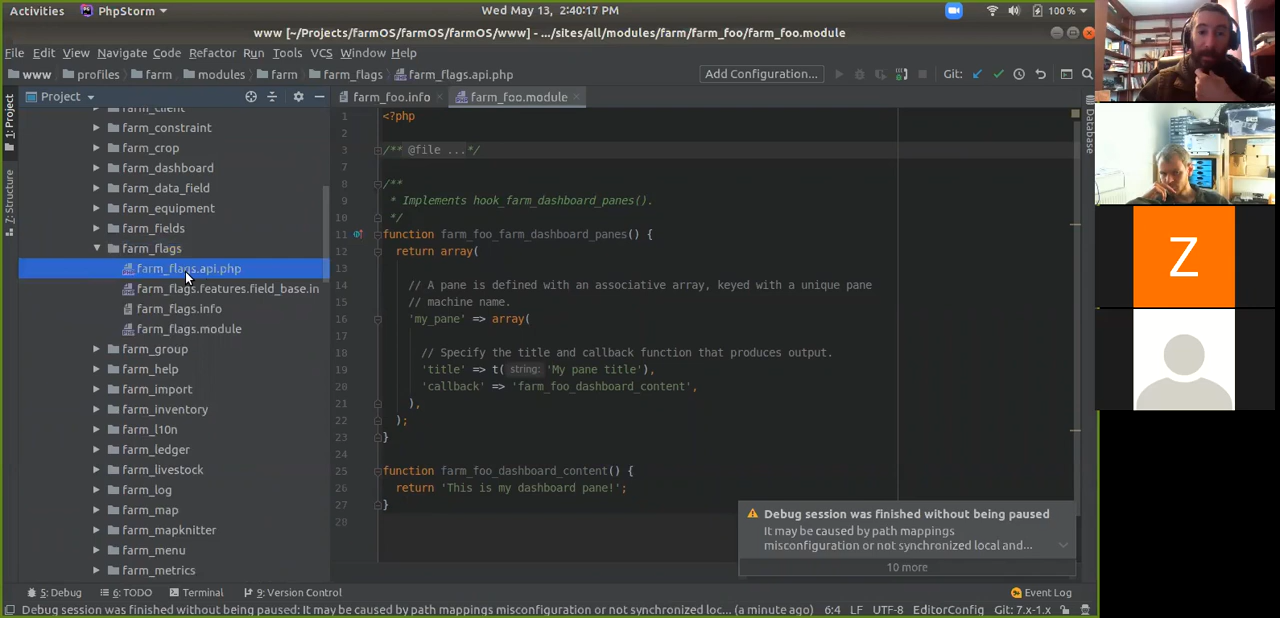 Activities PhpStorm Wed May 13, 2:40:17 PM 100 %
www [~/Projects/farmOS/farmOS/www] - .../sites/all/modules/farm/farm_foo/farm_foo.module
File Edit View Navigate Code Refactor Run Tools VCS Window Help
www profiles farm modules farm farm_flags farm_flags.api.php Add Configuration... Git:
Project farm_foo.info farm_foo.module
1: Project
7: Structure
Database
farm_client
farm_constraint
farm_crop
farm_dashboard
farm_data_field
farm_equipment
farm_fields
farm_flags
farm_flags.api.php
farm_flags.features.field_base.in
farm_flags.info
farm_flags.module
farm_group
farm_help
farm_import
farm_inventory
farm_l10n
farm_ledger
farm_livestock
farm_log
farm_map
farm_mapknitter
farm_menu
farm_metrics
1 <?php
2
3 /** @file ...*/
7
8 /**
9 * Implements hook_farm_dashboard_panes().
10 */
11 function farm_foo_farm_dashboard_panes() {
12 return array(
13
14 // A pane is defined with an associative array, keyed with a unique pane
15 // machine name.
16 'my_pane' => array(
17
18 // Specify the title and callback function that produces output.
19 'title' => t( string: 'My pane title'),
20 'callback' => 'farm_foo_dashboard_content',
21 ),
22 );
23 }
24
25 function farm_foo_dashboard_content() {
26 return 'This is my dashboard pane!';
27 }
28
Debug session was finished without being paused
It may be caused by path mappings
misconfiguration or not synchronized local and...
10 more
5: Debug 6: TODO Terminal 9: Version Control Event Log
Debug session was finished without being paused: It may be caused by path mappings misconfiguration or not synchronized loc... (a minute ago) 6:4 LF UTF-8 EditorConfig Git: 7.x-1.x
Z